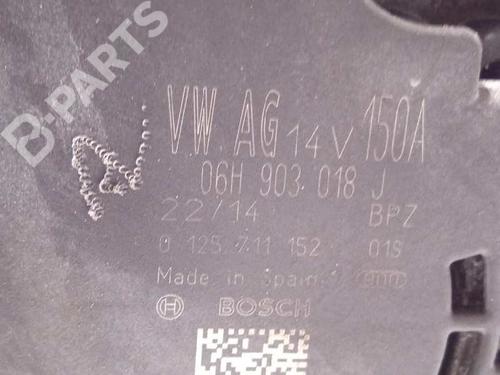 B-PARTS
VW AG 14V 150A
06H 903 018 J
22/14 BPZ
0 125 711 152 01S
Made in Spain
BOSCH